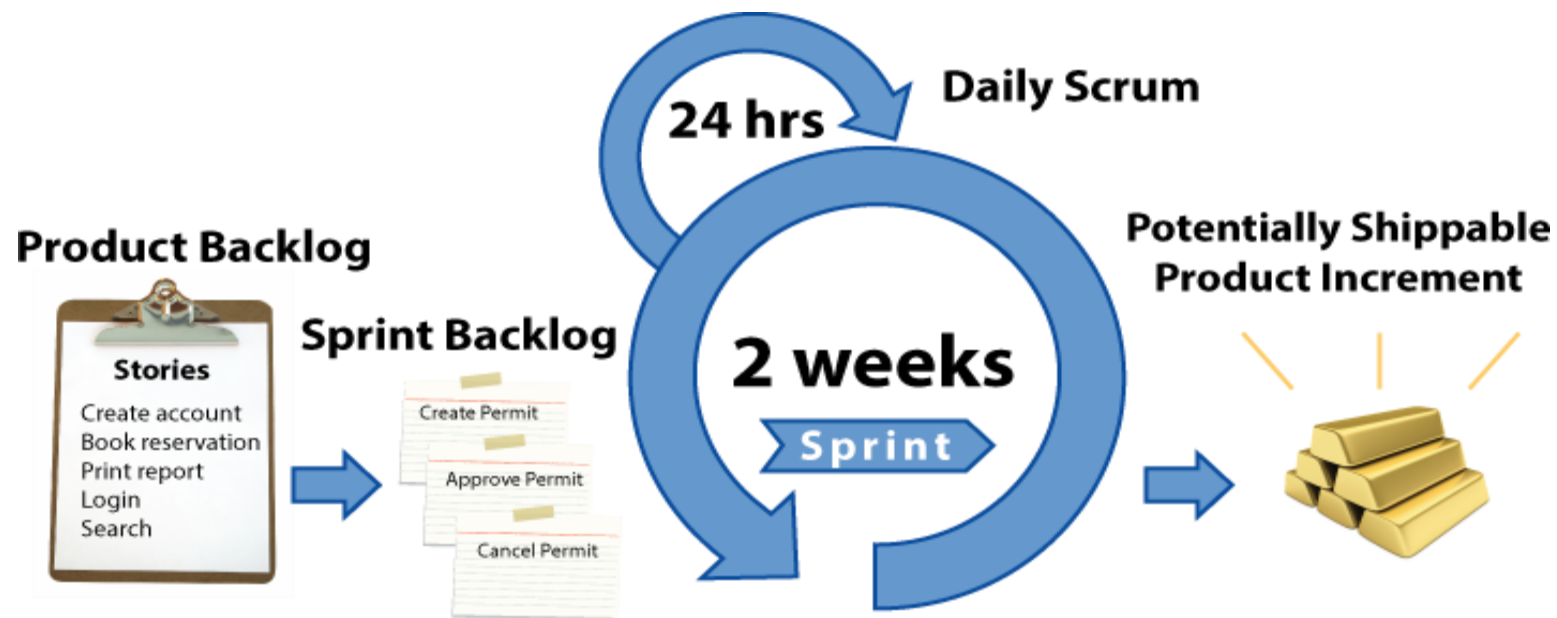 Product Backlog
Stories
Create account
Book reservation
Print report
Login
Search
Sprint Backlog
Create Permit
Approve Permit
Cancel Permit
24 hrs
Daily Scrum
2 weeks
Sprint
Potentially Shippable
Product Increment